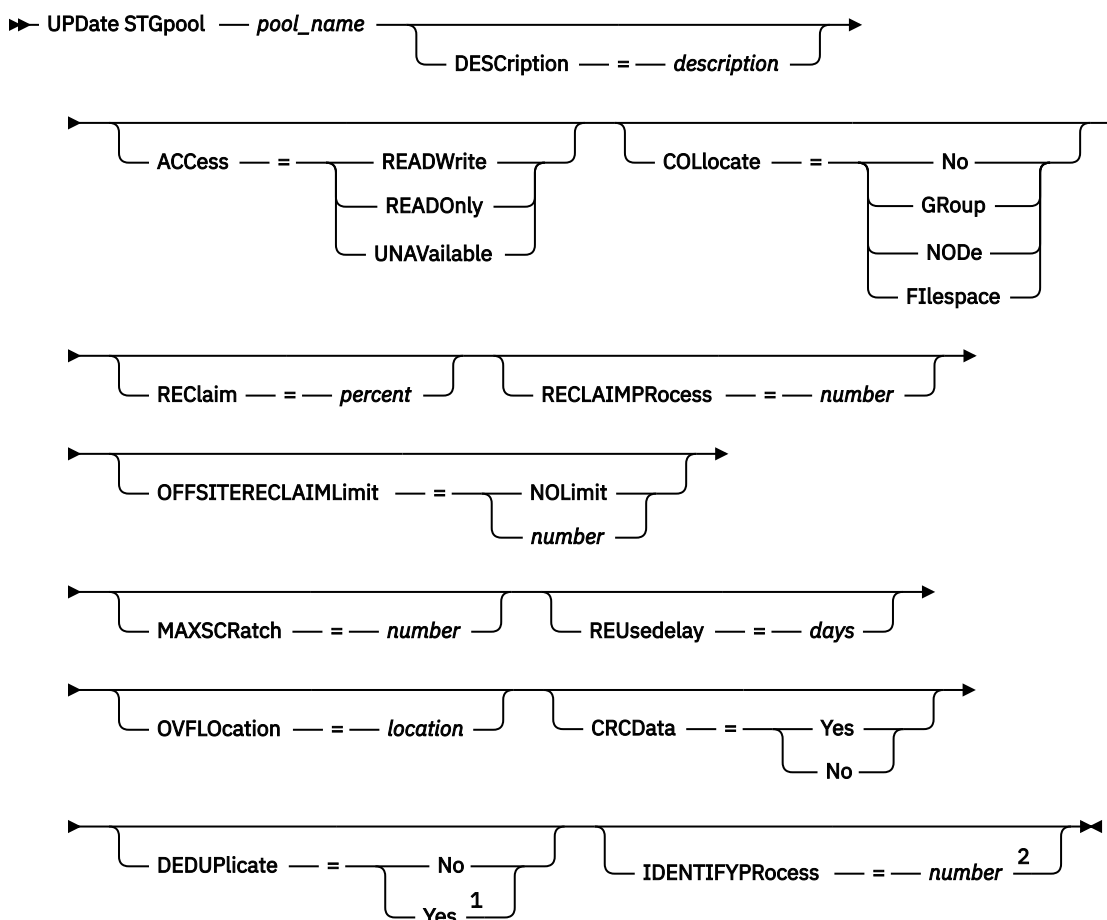 UPDate STGpool pool_name
DESCription = description
ACCess = READWrite
READOnly
UNAVailable
COLlocate = No
GRoup
NODe
FIlespace
REClaim = percent
RECLAIMPRocess = number
OFFSITERECLAIMLimit = NOLimit
number
MAXSCRatch = number
REUsedelay = days
OVFLOcation = location
CRCData = Yes
No
DEDUPlicate = No
Yes 1
IDENTIFYPRocess = number 2